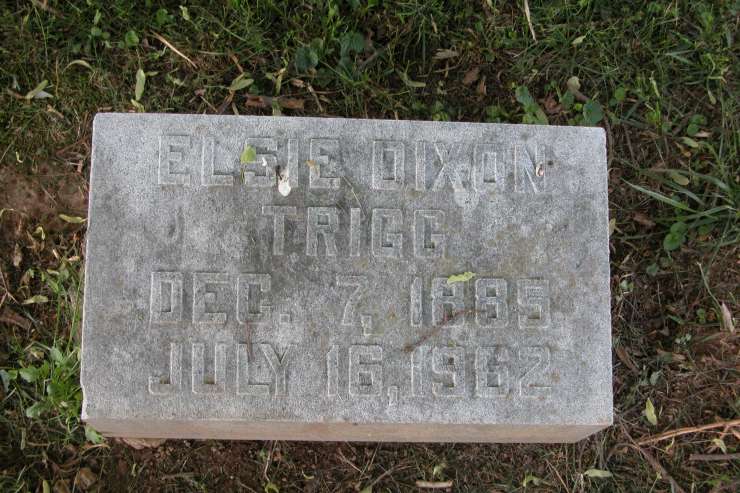 ELSIE DIXON
TRIGG
DEC. 7, 1885
JULY 16, 1962